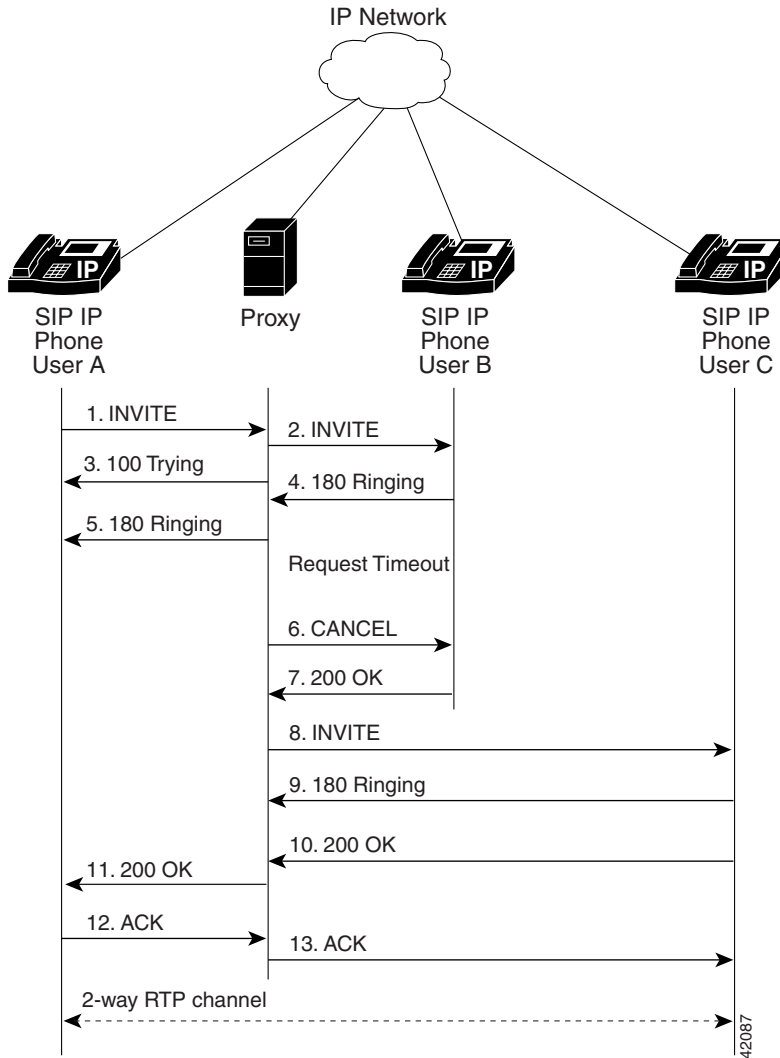 IP Network
IP
IP
IP
SIP IP
Phone
User A
Proxy
SIP IP
Phone
User B
SIP IP
Phone
User C
1. INVITE
2. INVITE
3. 100 Trying
4. 180 Ringing
5. 180 Ringing
Request Timeout
6. CANCEL
7. 200 OK
8. INVITE
9. 180 Ringing
10. 200 OK
11. 200 OK
12. ACK
13. ACK
2-way RTP channel
42087